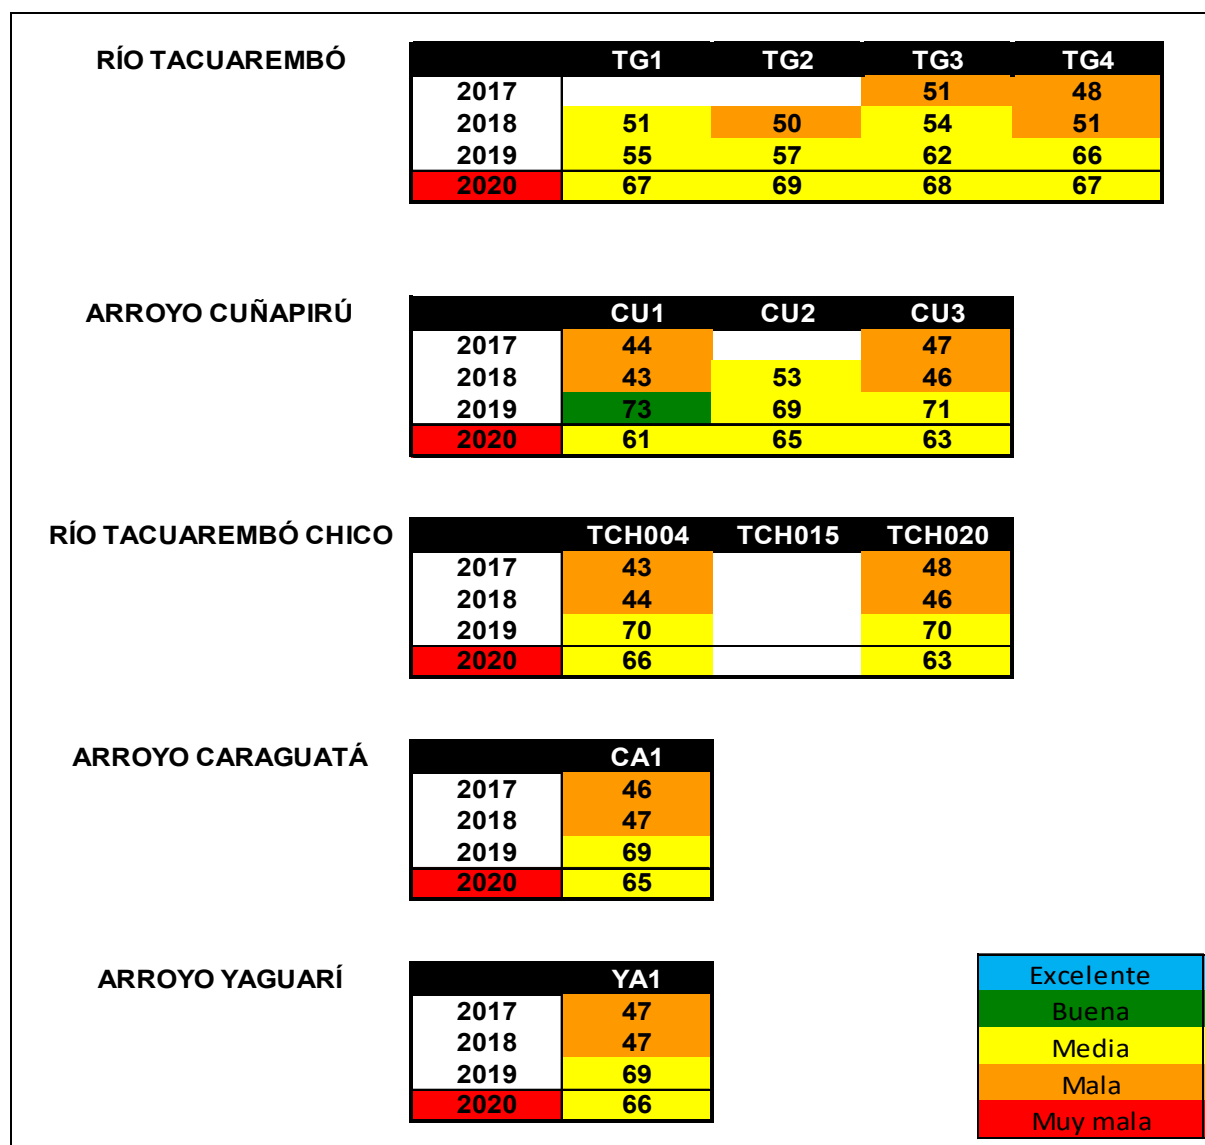 RÍO TACUAREMBÓ TG1 TG2 TG3 TG4
2017 51 48
2018 51 50 54 51
2019 55 57 62 66
2020 67 69 68 67
ARROYO CUÑAPIRÚ CU1 CU2 CU3
2017 44 47
2018 43 53 46
2019 73 69 71
2020 61 65 63
RÍO TACUAREMBÓ CHICO TCH004 TCH015 TCH020
2017 43 48
2018 44 46
2019 70 70
2020 66 63
ARROYO CARAGUATÁ CA1
2017 46
2018 47
2019 69
2020 65
ARROYO YAGUARÍ YA1
2017 47
2018 47
2019 69
2020 66
Excelente
Buena
Media
Mala
Muy mala